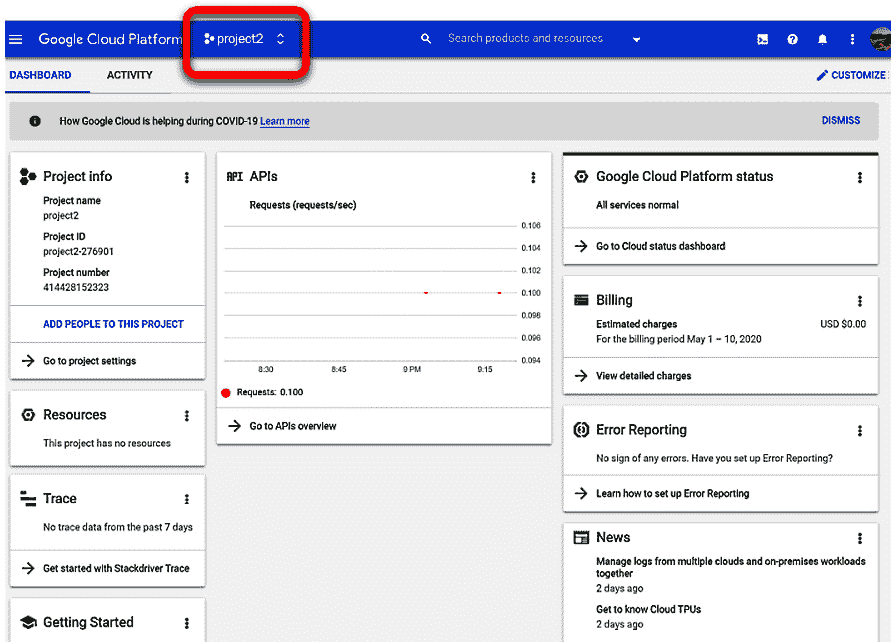 Google Cloud Platform
project2
Search products and resources
DASHBOARD
ACTIVITY
CUSTOMIZE
How Google Cloud is helping during COVID-19 Learn more
DISMISS
Project info
Project name
project2
Project ID
project2-276901
Project number
414428152323
ADD PEOPLE TO THIS PROJECT
Go to project settings
Resources
This project has no resources
Trace
No trace data from the past 7 days
Get started with Stackdriver Trace
Getting Started
API APIs
Requests (requests/sec)
0.106
0.104
0.102
0.100
0.098
0.096
0.094
8:30
8:45
9 PM
9:15
Requests: 0.100
Go to APIs overview
Google Cloud Platform status
All services normal
Go to Cloud status dashboard
Billing
Estimated charges
USD $0.00
For the billing period May 1 – 10, 2020
View detailed charges
Error Reporting
No sign of any errors. Have you set up Error Reporting?
Learn how to set up Error Reporting
News
Manage logs from multiple clouds and on-premises workloads
together
2 days ago
Get to know Cloud TPUs
2 days ago